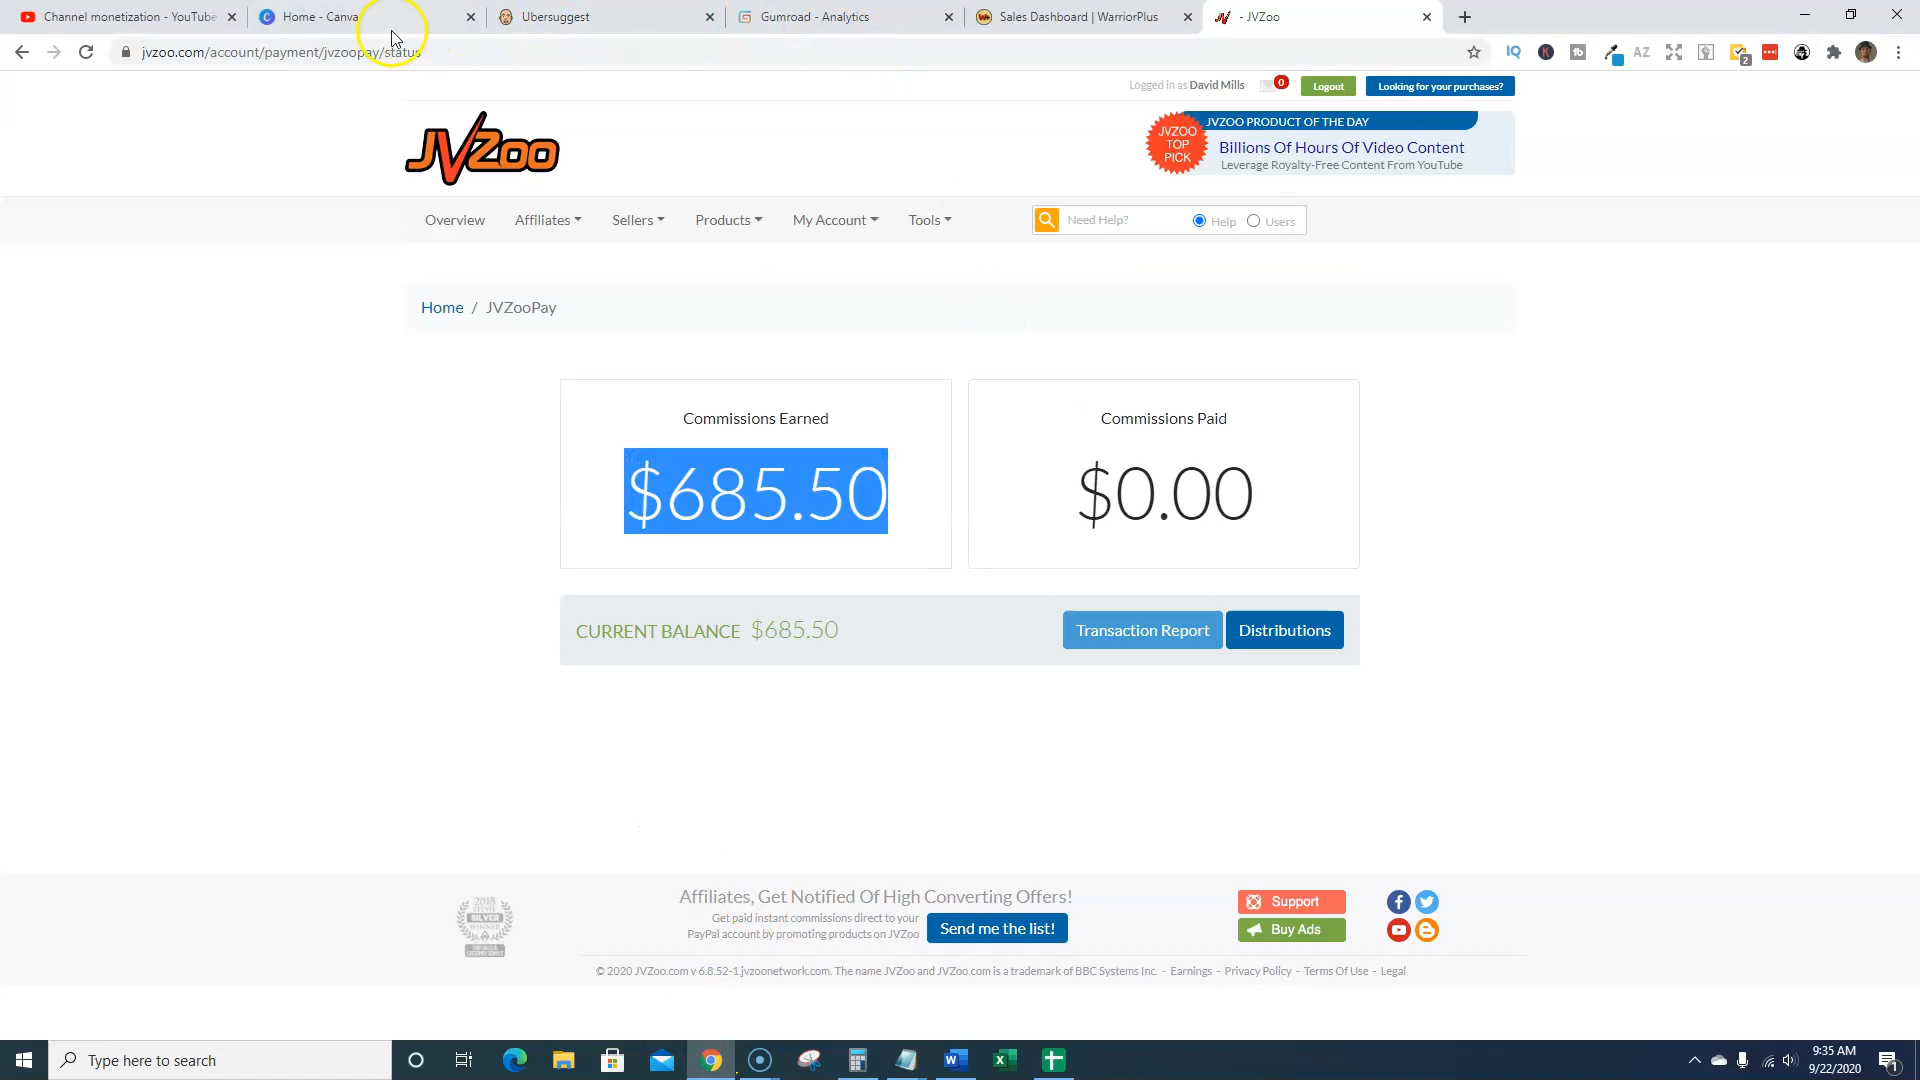 Channel monetization - YouTube
Home - Canva
Ubersuggest
Gumroad - Analytics
Sales Dashboard | WarriorPlus
- JVZoo
jvzoo.com/account/payment/jvzoopay/status
AZ
2
Logged in as David Mills
0
Logout
Looking for your purchases?
JVZoo
JVZOO TOP PICK
JVZOO PRODUCT OF THE DAY
Billions Of Hours Of Video Content
Leverage Royalty-Free Content From YouTube
Overview
Affiliates
Sellers
Products
My Account
Tools
Need Help?
Help
Users
Home / JVZooPay
Commissions Earned
$685.50
Commissions Paid
$0.00
CURRENT BALANCE $685.50
Transaction Report
Distributions
2018
SILVER
WINNER
Affiliates, Get Notified Of High Converting Offers!
Get paid instant commissions direct to your
PayPal account by promoting products on JVZoo
Send me the list!
Support
Buy Ads
© 2020 JVZoo.com v 6.8.52-1.jvzoonetwork.com. The name JVZoo and JVZoo.com is a trademark of BBC Systems Inc. - Earnings - Privacy Policy - Terms Of Use - Legal
Type here to search
9:35 AM
9/22/2020
1